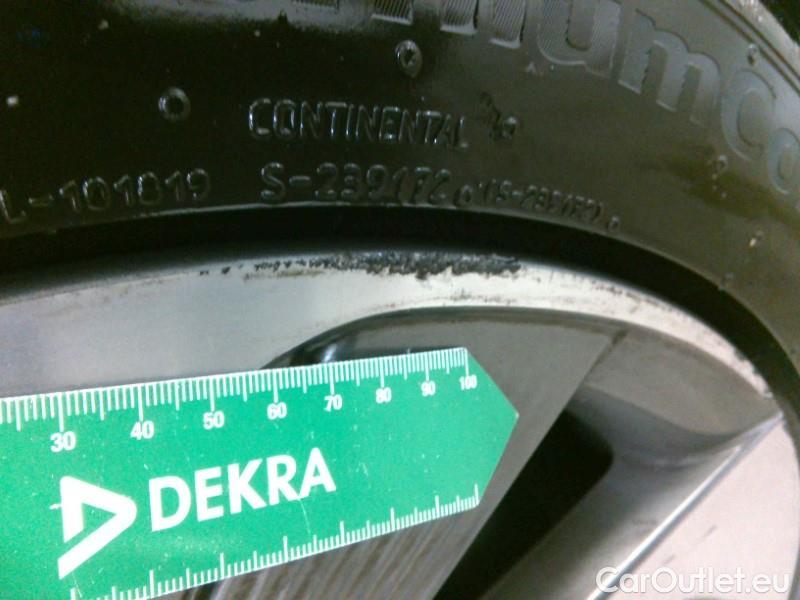 CONTINENTAL
L-101819 S-239172
30 40 50 60 70 80 90 100
DEKRA
CarOutlet.eu